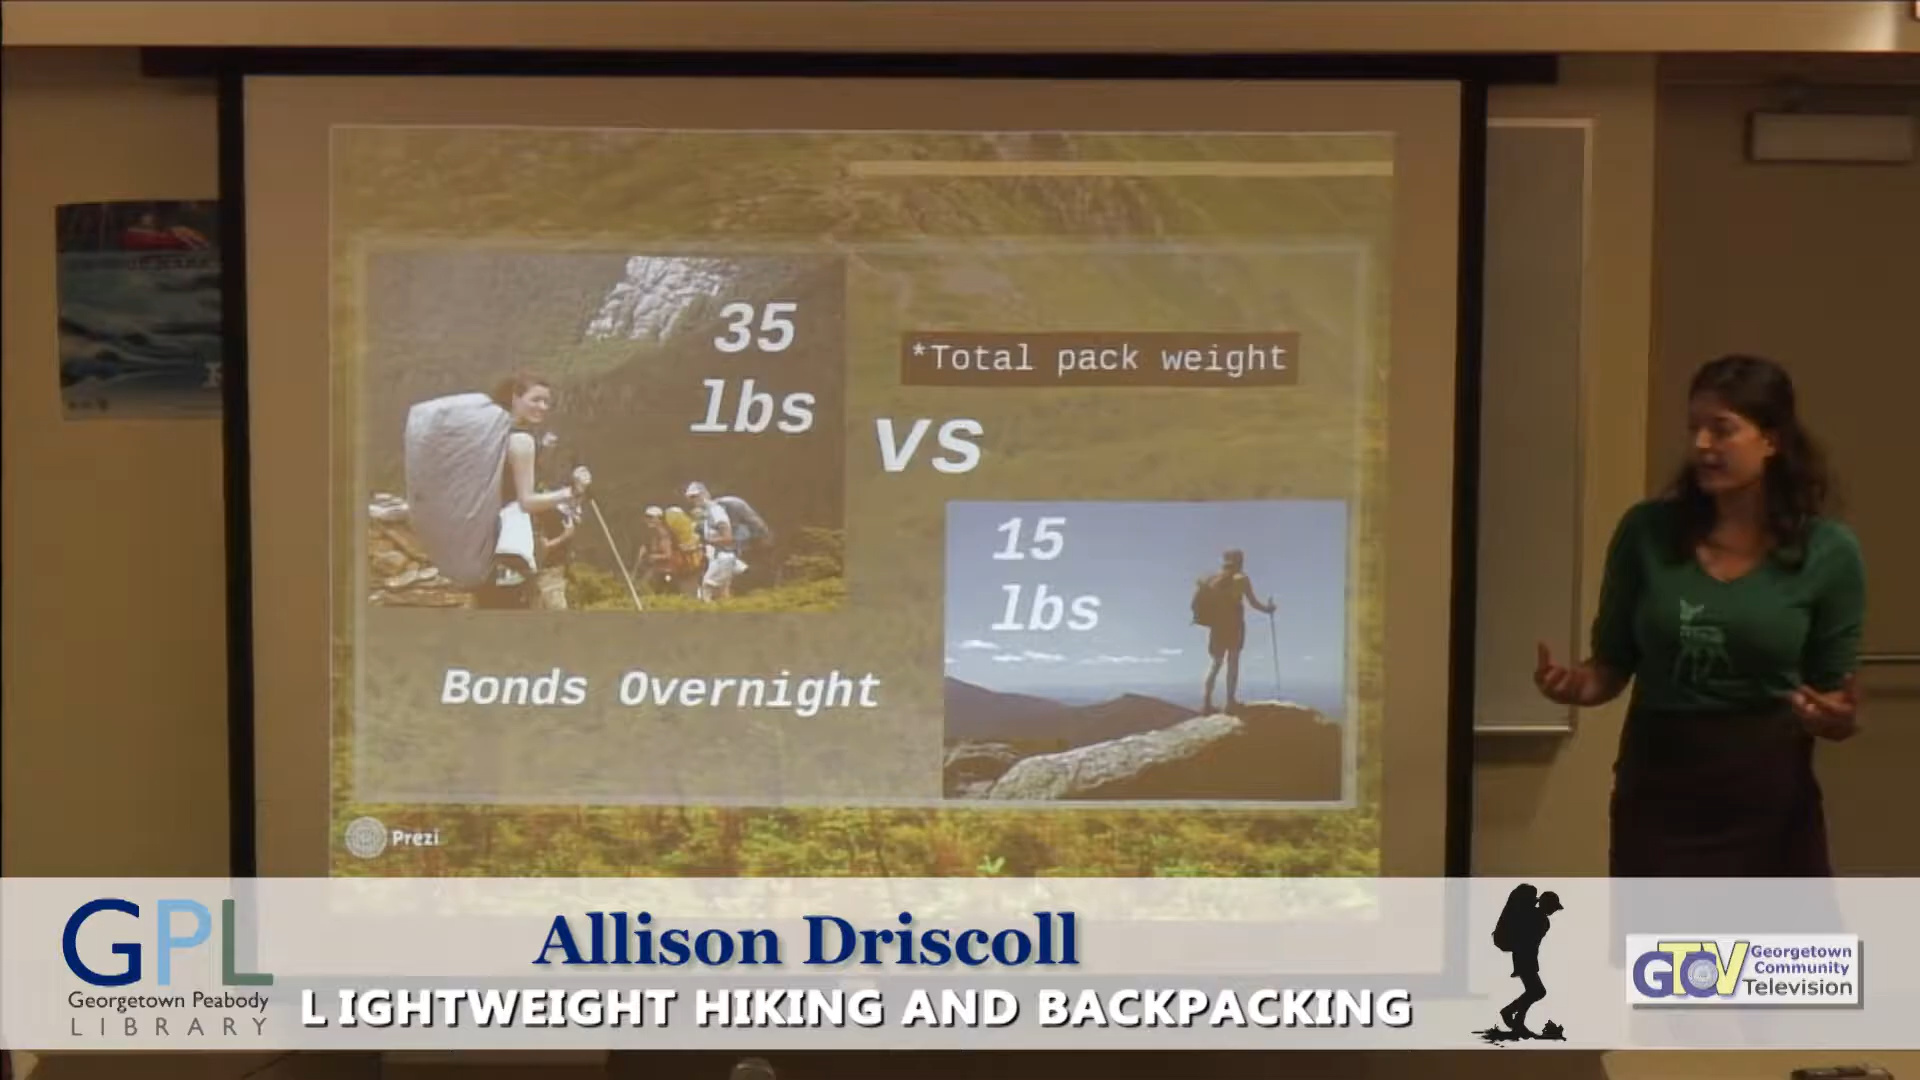 35
lbs
*Total pack weight
vs
15
lbs
Bonds Overnight
Prezi
GPL
Georgetown Peabody
LIBRARY
Allison Driscoll
LIGHTWEIGHT HIKING AND BACKPACKING
GCTV
Georgetown
Community
Television